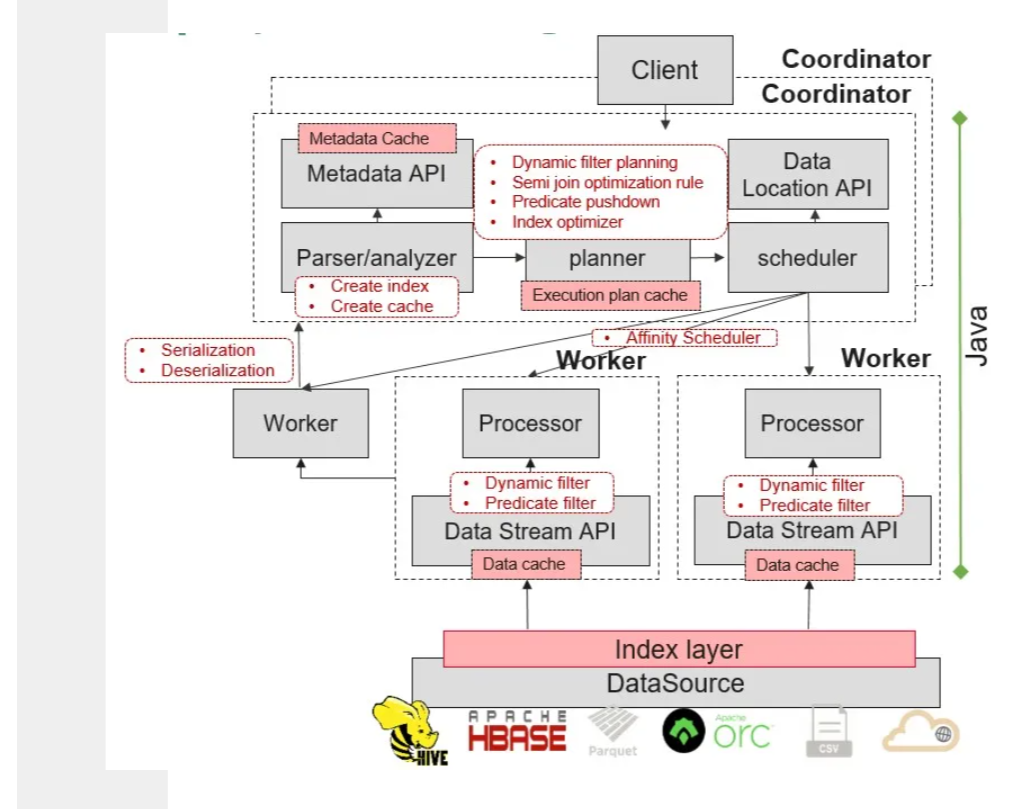 Client
Coordinator
Coordinator
Metadata Cache
Metadata API
• Dynamic filter planning
• Semi join optimization rule
• Predicate pushdown
• Index optimizer
Data
Location API
Parser/analyzer
• Create index
• Create cache
planner
Execution plan cache
scheduler
• Affinity Scheduler
• Serialization
• Deserialization
Java
Worker
Worker
Worker
Processor
• Dynamic filter
• Predicate filter
Data Stream API
Data cache
Processor
• Dynamic filter
• Predicate filter
Data Stream API
Data cache
Index layer
DataSource
HIVE
APACHE
HBASE
Parquet
Apache
orc
CSV